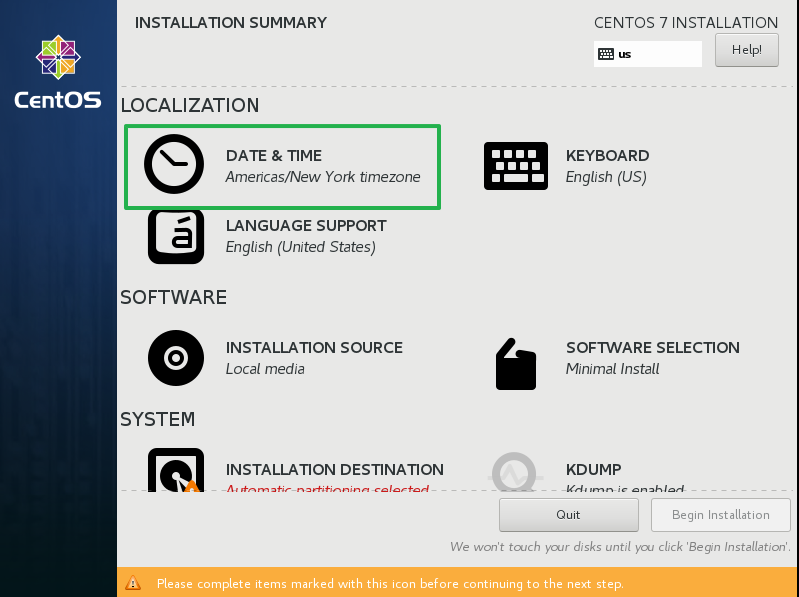 INSTALLATION SUMMARY
CENTOS 7 INSTALLATION
us
Help!
CentOS
LOCALIZATION
DATE & TIME
Americas/New York timezone
KEYBOARD
English (US)
á
LANGUAGE SUPPORT
English (United States)
SOFTWARE
INSTALLATION SOURCE
Local media
SOFTWARE SELECTION
Minimal Install
SYSTEM
INSTALLATION DESTINATION
Automatic partitioning selected
KDUMP
Kdump is enabled
Quit
Begin Installation
We won't touch your disks until you click 'Begin Installation'.
Please complete items marked with this icon before continuing to the next step.